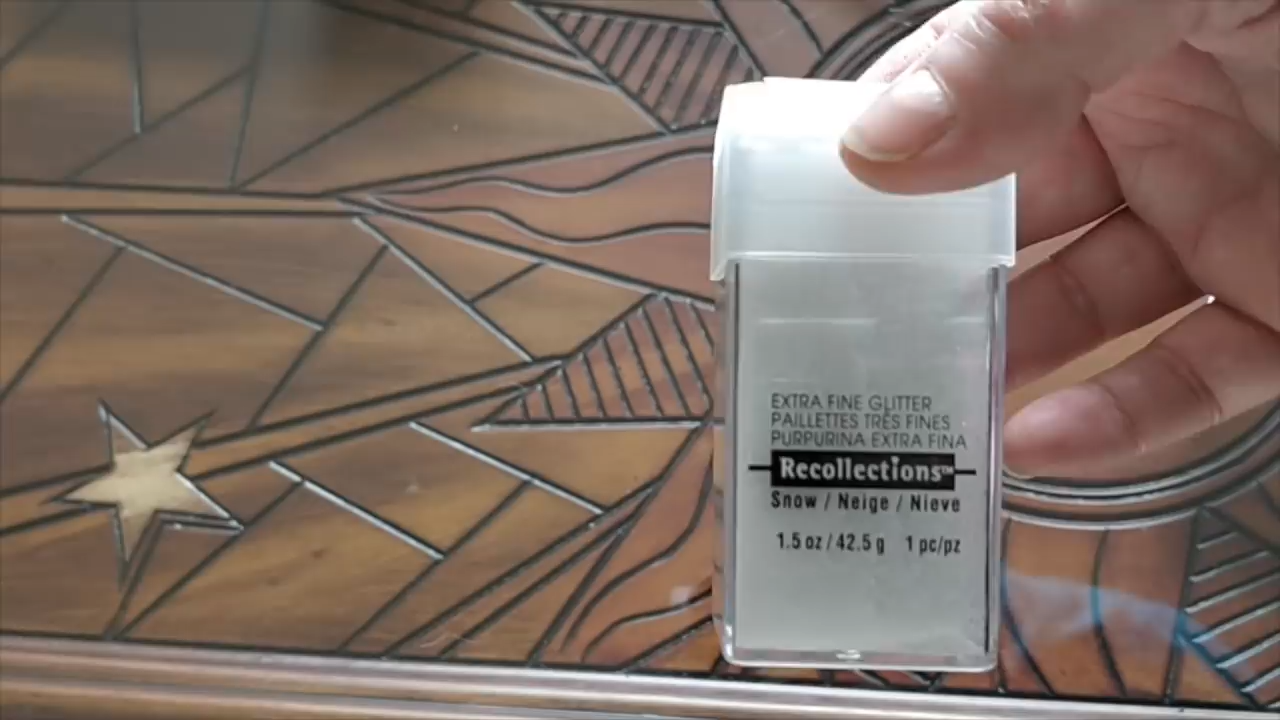 EXTRA FINE GLITTER
PAILLETTES TRÈS FINES
PURPURINA EXTRA FINA
Recollections™
Snow / Neige / Nieve
1.5 oz / 42.5 g 1 pc/pz